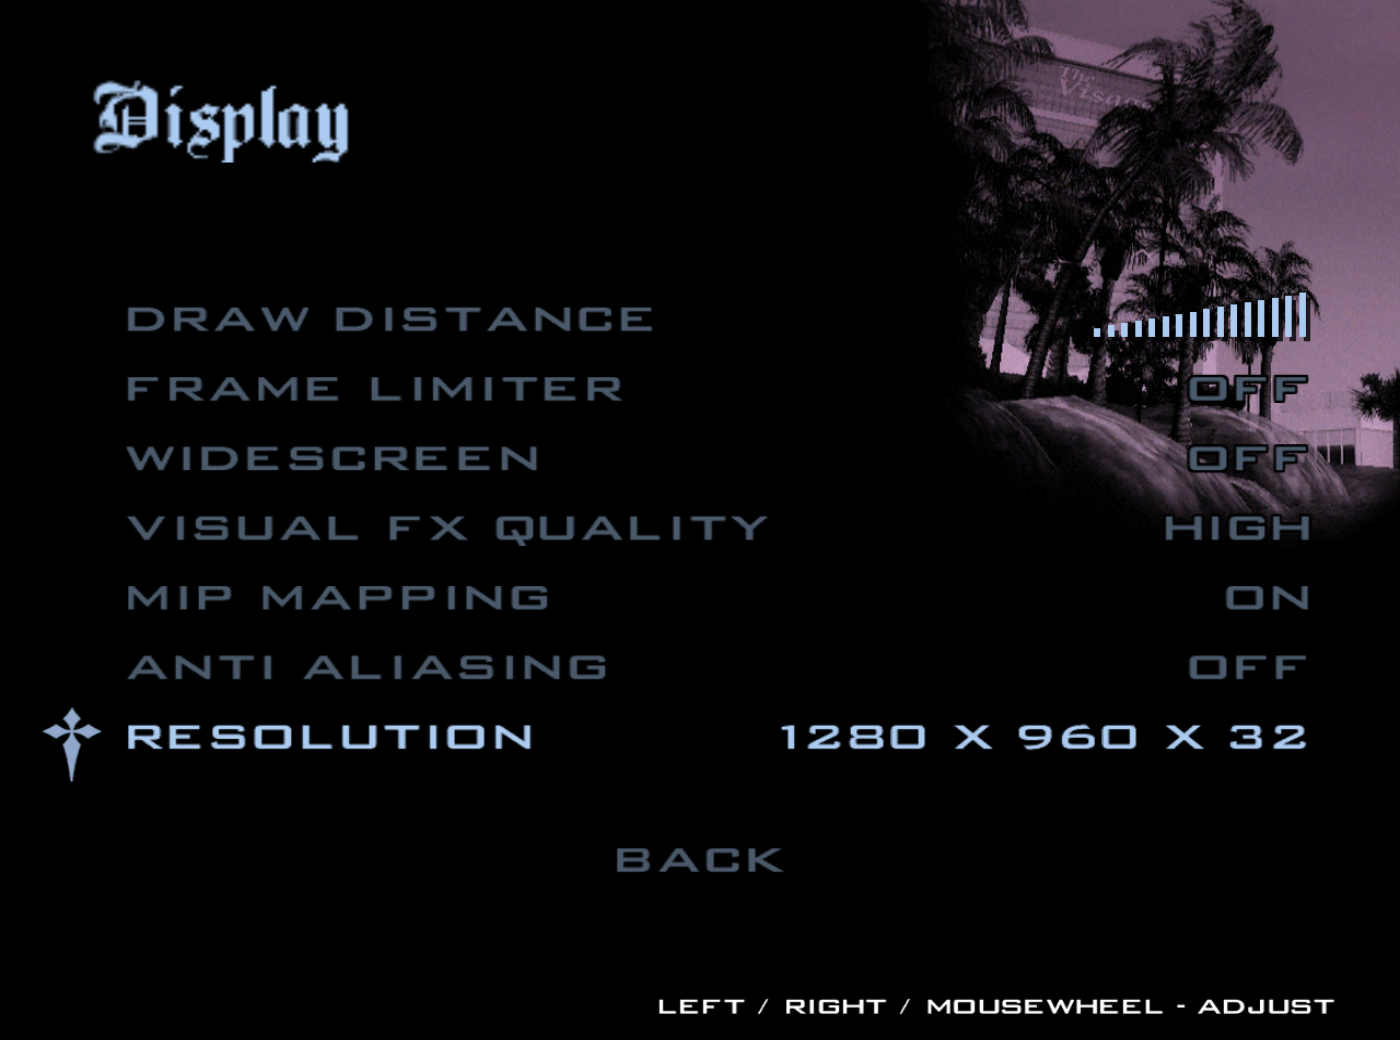 Display
The
DRAW DISTANCE
FRAME LIMITER OFF
WIDESCREEN OFF
VISUAL FX QUALITY HIGH
MIP MAPPING ON
ANTI ALIASING OFF
RESOLUTION 1280 X 960 X 32
BACK
LEFT / RIGHT / MOUSEWHEEL - ADJUST